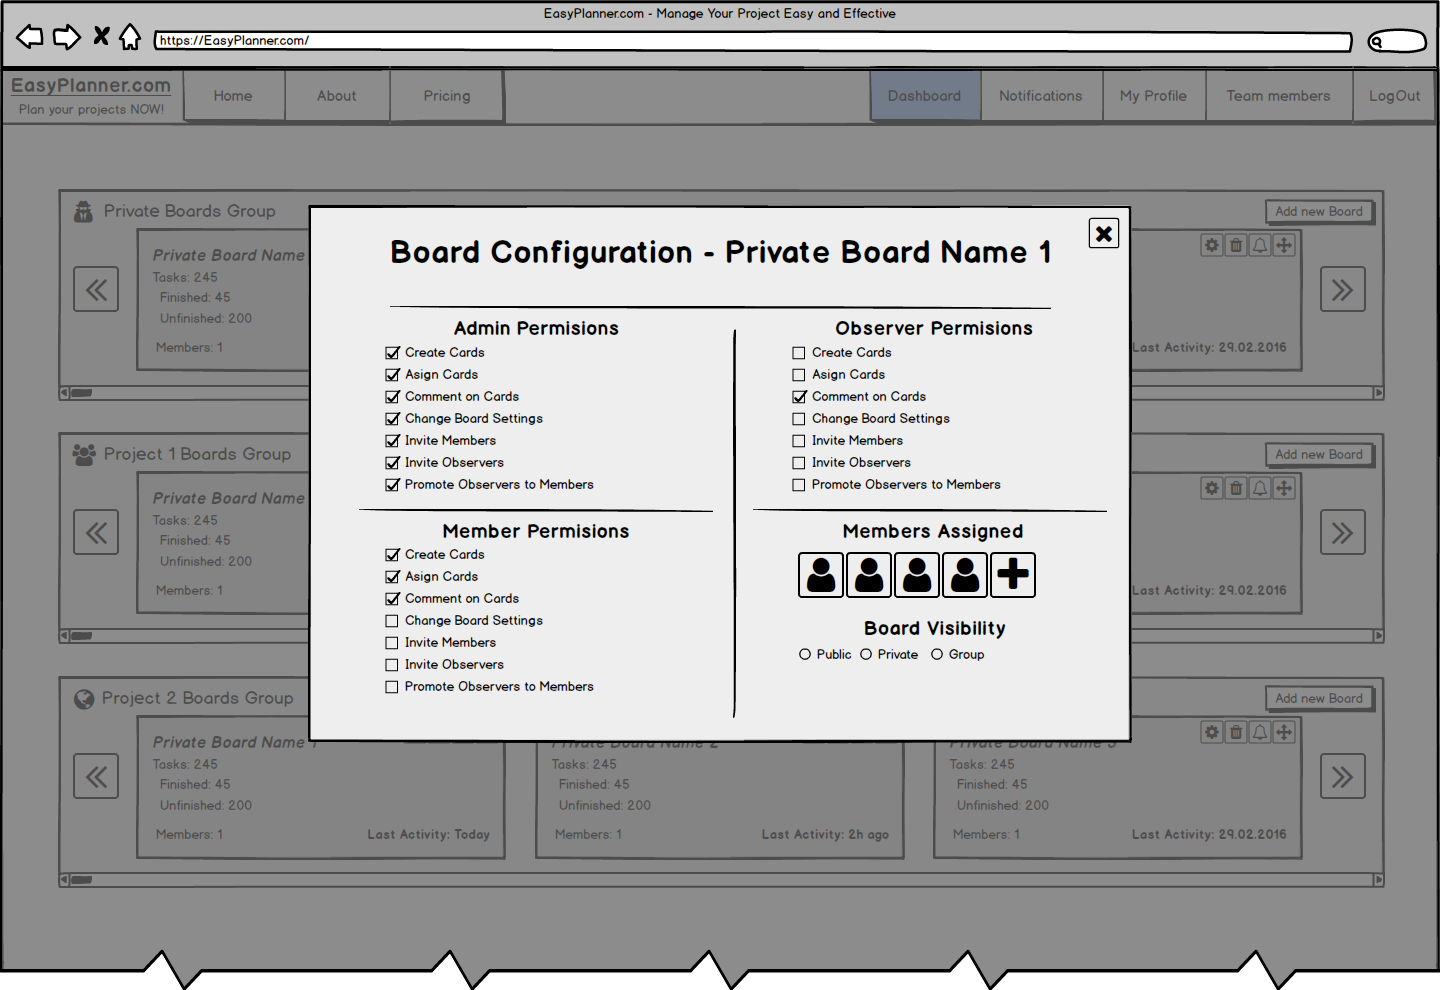 EasyPlanner.com - Manage Your Project Easy and Effective
https://EasyPlanner.com/
EasyPlanner.com
Plan your projects NOW!
Home
About
Pricing
Dashboard
Notifications
My Profile
Team members
LogOut
Private Boards Group
Add new Board
Private Board Name
Tasks: 245
Finished: 45
Unfinished: 200
Members: 1
Last Activity: 29.02.2016
Board Configuration - Private Board Name 1
Admin Permisions
Create Cards
Asign Cards
Comment on Cards
Change Board Settings
Invite Members
Invite Observers
Promote Observers to Members
Observer Permisions
Create Cards
Asign Cards
Comment on Cards
Change Board Settings
Invite Members
Invite Observers
Promote Observers to Members
Member Permisions
Create Cards
Asign Cards
Comment on Cards
Change Board Settings
Invite Members
Invite Observers
Promote Observers to Members
Members Assigned
Board Visibility
Public
Private
Group
Project 1 Boards Group
Add new Board
Private Board Name
Tasks: 245
Finished: 45
Unfinished: 200
Members: 1
Last Activity: 29.02.2016
Project 2 Boards Group
Add new Board
Private Board Name 1
Tasks: 245
Finished: 45
Unfinished: 200
Members: 1
Last Activity: Today
Private Board Name 2
Tasks: 245
Finished: 45
Unfinished: 200
Members: 1
Last Activity: 2h ago
Private Board Name 3
Tasks: 245
Finished: 45
Unfinished: 200
Members: 1
Last Activity: 29.02.2016